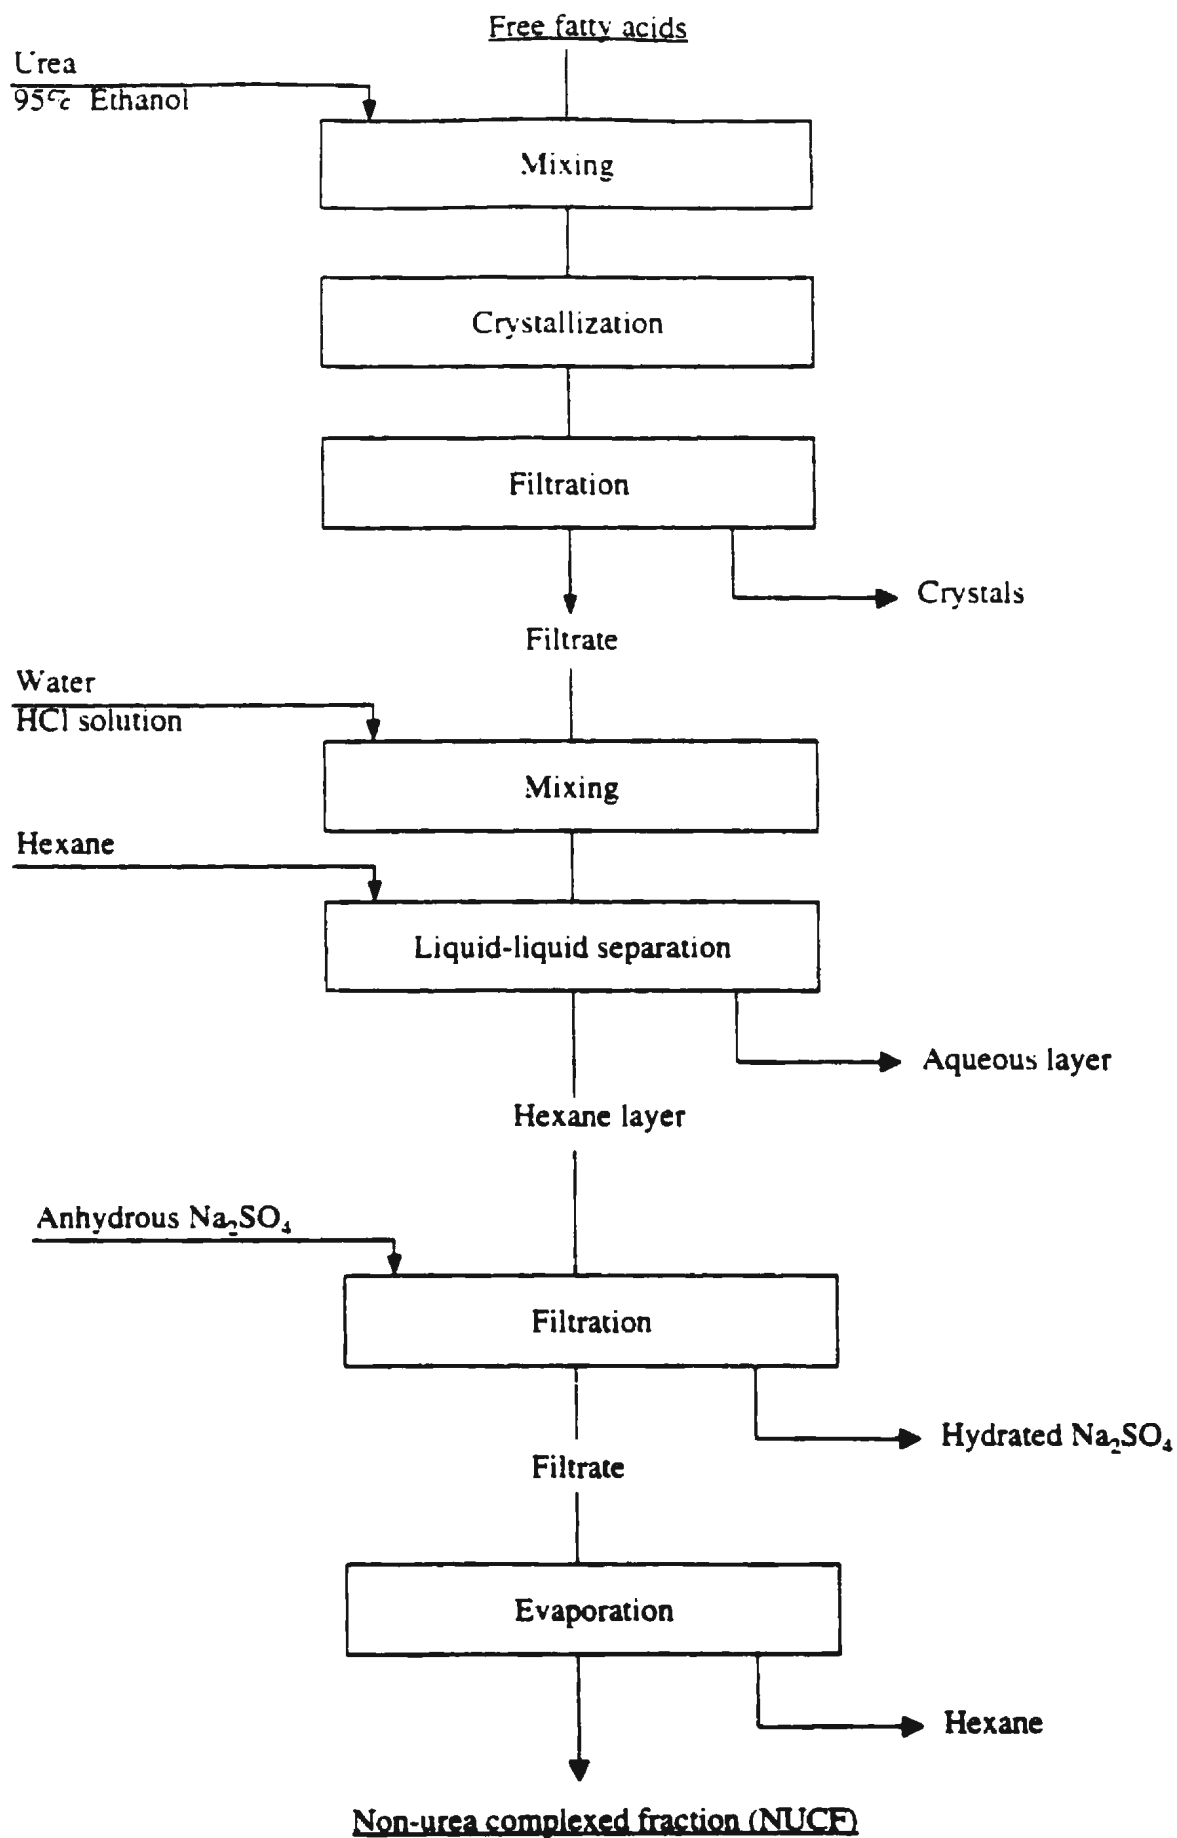 Free fatty acids
Urea
95% Ethanol
Mixing
Crystallization
Filtration
Crystals
Filtrate
Water
HCl solution
Mixing
Hexane
Liquid-liquid separation
Aqueous layer
Hexane layer
Anhydrous Na₂SO₄
Filtration
Hydrated Na₂SO₄
Filtrate
Evaporation
Hexane
Non-urea complexed fraction (NUCF)